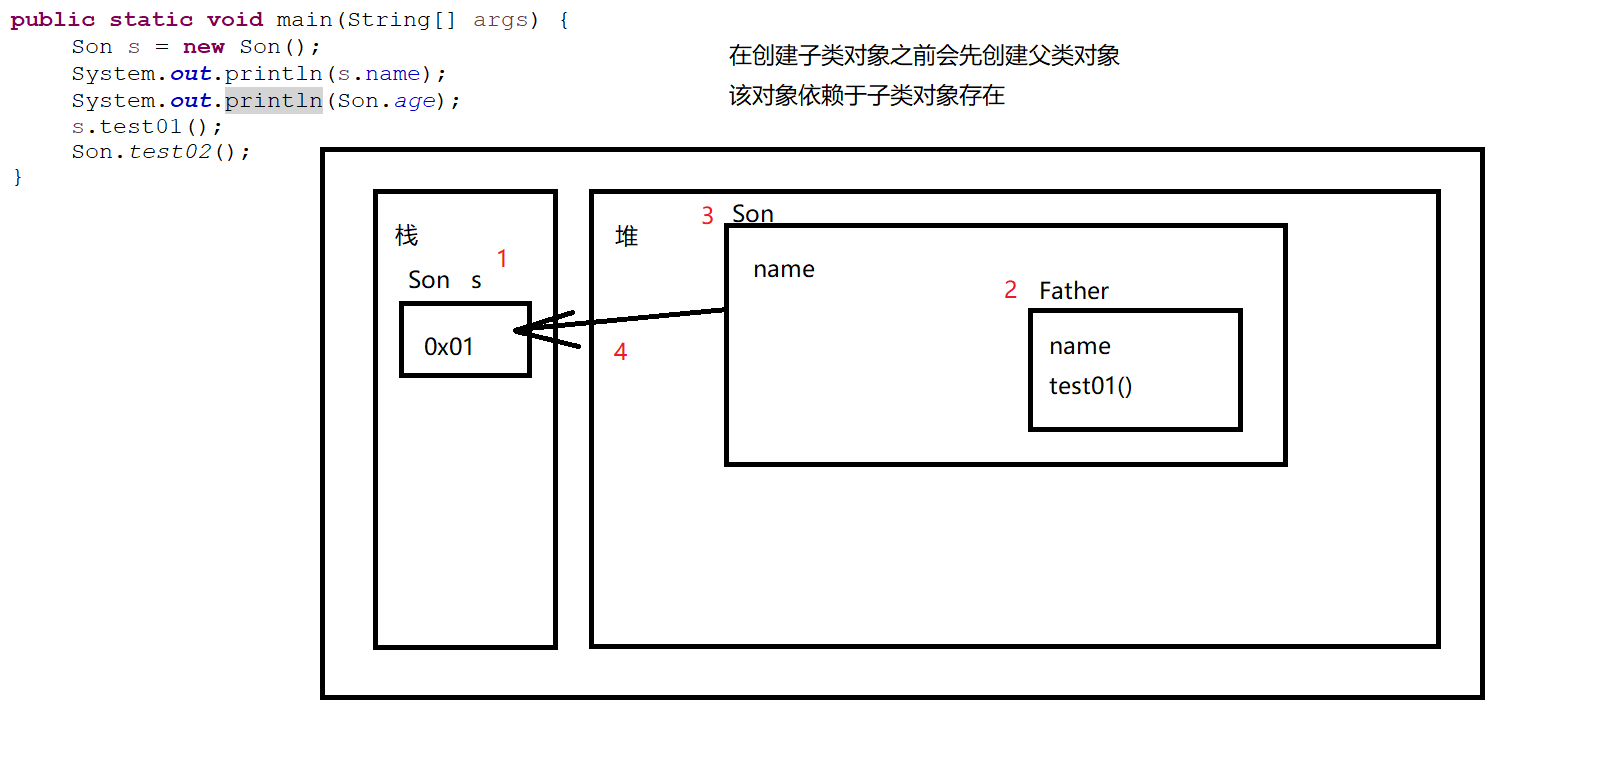 public static void main(String[] args) {
Son s = new Son();
System.out.println(s.name);
System.out.println(Son.age);
s.test01();
Son.test02();
}
在创建子类对象之前会先创建父类对象
该对象依赖于子类对象存在
栈
1
Son s
0x01
堆
3 Son
name
2 Father
name
test01()
4